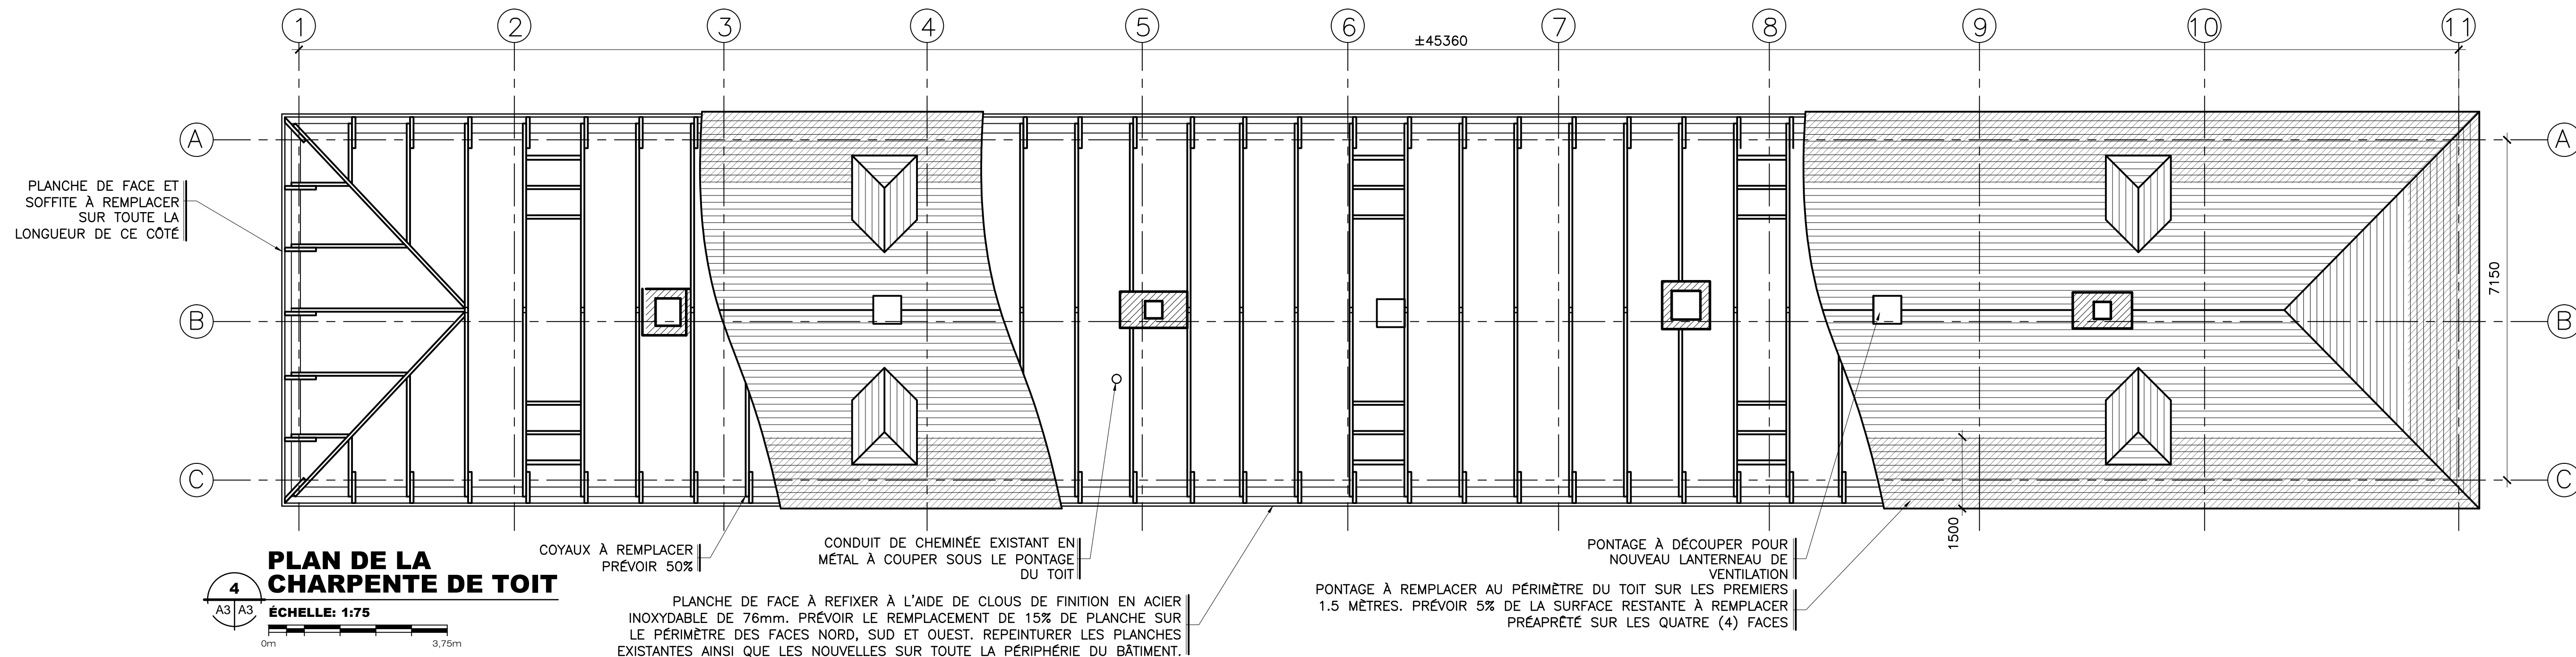 1 2 3 4 5 6 7 8 9 10 11
±45360
A A
PLANCHE DE FACE ET
SOFFITE À REMPLACER
SUR TOUTE LA
LONGUEUR DE CE CÔTÉ
7150
B B
C C
1500
COYAUX À REMPLACER
PRÉVOIR 50%
CONDUIT DE CHEMINÉE EXISTANT EN
MÉTAL À COUPER SOUS LE PONTAGE
DU TOIT
PONTAGE À DÉCOUPER POUR
NOUVEAU LANTERNEAU DE
VENTILATION
PONTAGE À REMPLACER AU PÉRIMÈTRE DU TOIT SUR LES PREMIERS
1.5 MÈTRES. PRÉVOIR 5% DE LA SURFACE RESTANTE À REMPLACER
PRÉAPRÊTÉ SUR LES QUATRE (4) FACES
PLANCHE DE FACE À REFIXER À L'AIDE DE CLOUS DE FINITION EN ACIER
INOXYDABLE DE 76mm. PRÉVOIR LE REMPLACEMENT DE 15% DE PLANCHE SUR
LE PÉRIMÈTRE DES FACES NORD, SUD ET OUEST. REPEINTURER LES PLANCHES
EXISTANTES AINSI QUE LES NOUVELLES SUR TOUTE LA PÉRIPHÉRIE DU BÂTIMENT.
PLAN DE LA
CHARPENTE DE TOIT
4
A3 A3
ÉCHELLE: 1:75
0m 3,75m